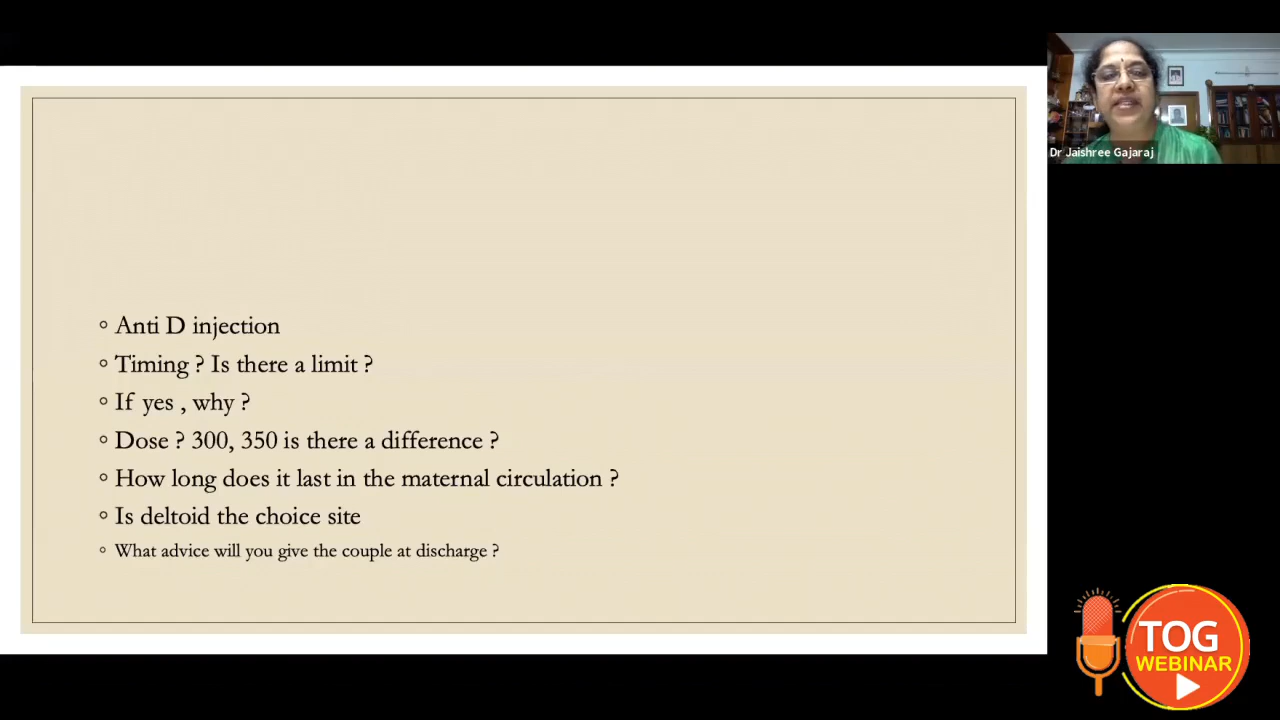 Dr Jaishree Gajaraj
◦ Anti D injection
◦ Timing ? Is there a limit ?
◦ If yes , why ?
◦ Dose ? 300, 350 is there a difference ?
◦ How long does it last in the maternal circulation ?
◦ Is deltoid the choice site
◦ What advice will you give the couple at discharge ?
TOG
WEBINAR